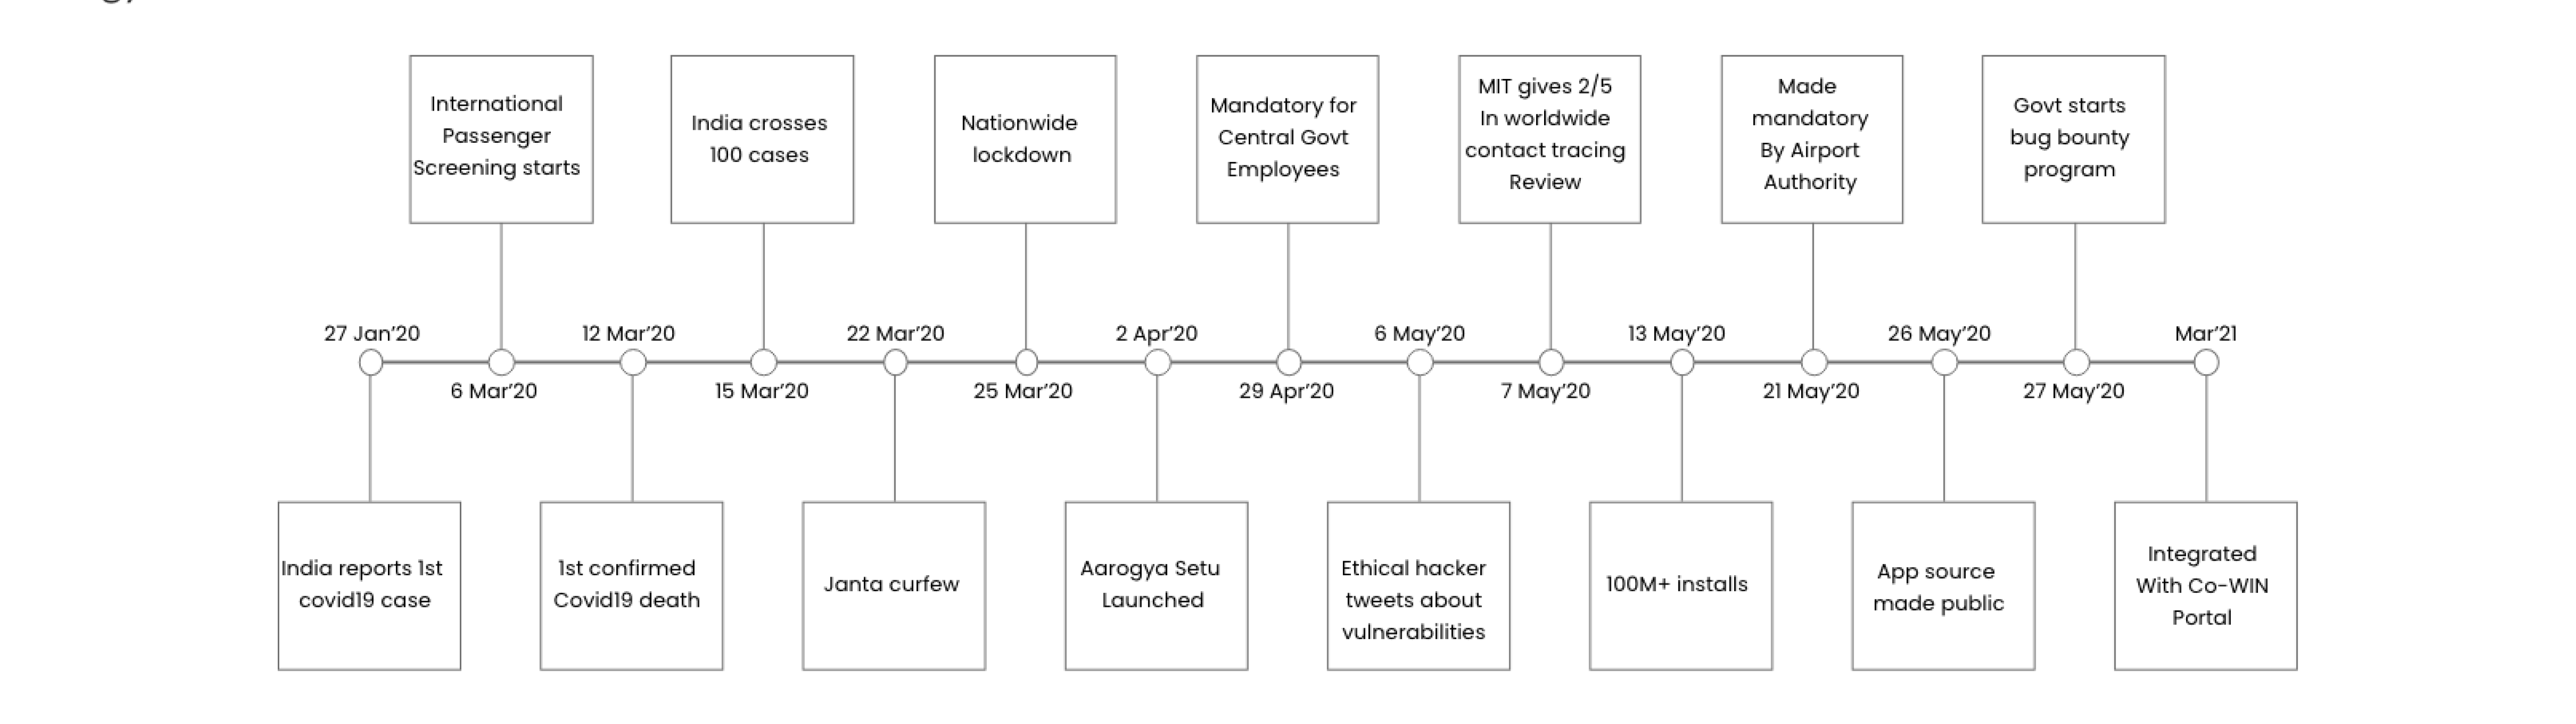 International
Passenger
Screening starts
India crosses
100 cases
Nationwide
lockdown
Mandatory for
Central Govt
Employees
MIT gives 2/5
In worldwide
contact tracing
Review
Made
mandatory
By Airport
Authority
Govt starts
bug bounty
program
27 Jan'20
12 Mar'20
22 Mar'20
2 Apr'20
6 May'20
13 May'20
26 May'20
Mar'21
6 Mar'20
15 Mar'20
25 Mar'20
29 Apr'20
7 May'20
21 May'20
27 May'20
India reports 1st
covid19 case
1st confirmed
Covid19 death
Janta curfew
Aarogya Setu
Launched
Ethical hacker
tweets about
vulnerabilities
100M+ installs
App source
made public
Integrated
With Co-WIN
Portal